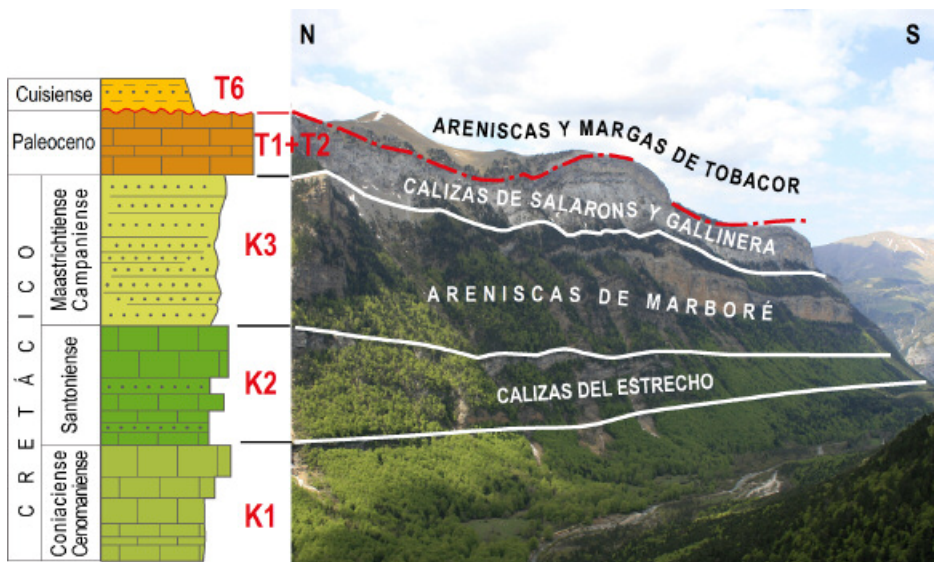 N
S
Cuisiense
T6
Paleoceno
T1+T2
ARENISCAS Y MARGAS DE TOBACOR
CALIZAS DE SALARONS Y GALLINERA
CRETÁCICO
Maastrichtiense
Campaniense
K3
ARENISCAS DE MARBORÉ
Santoniense
K2
CALIZAS DEL ESTRECHO
Coniaciense
Cenomaniense
K1